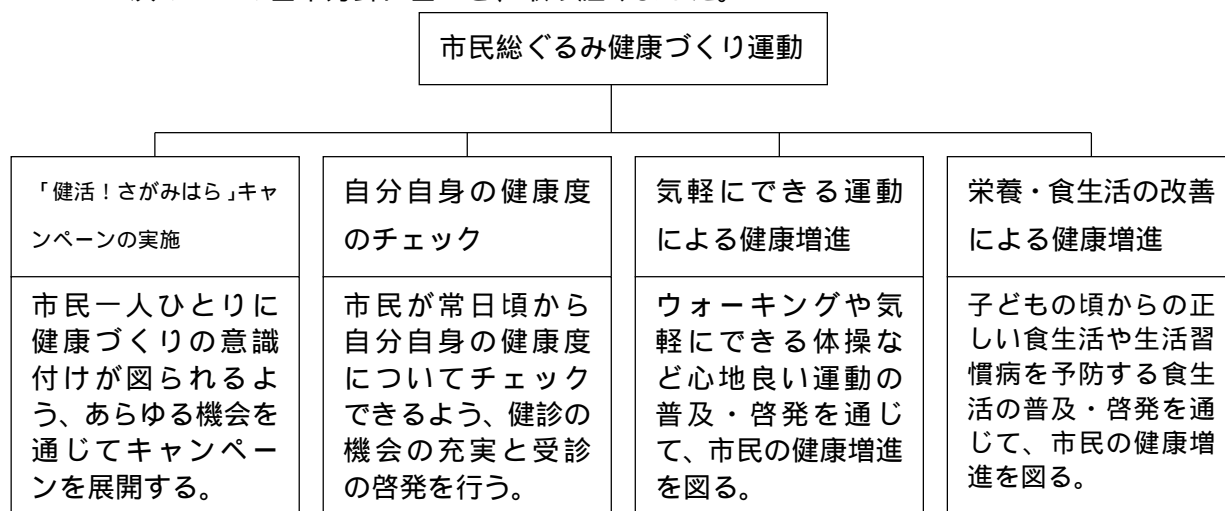 市民総ぐるみ健康づくり運動
「健活！さがみはら」キャ
ンペーンの実施
市民一人ひとりに
健康づくりの意識
付けが図られるよ
う、あらゆる機会を
通じてキャンペー
ンを展開する。
自分自身の健康度
のチェック
市民が常日頃から
自分自身の健康度
についてチェック
できるよう、健診の
機会の充実と受診
の啓発を行う。
気軽にできる運動
による健康増進
ウォーキングや気
軽にできる体操な
ど心地良い運動の
普及・啓発を通じ
て、市民の健康増進
を図る。
栄養・食生活の改善
による健康増進
子どもの頃からの正
しい食生活や生活習
慣病を予防する食生
活の普及・啓発を通
じて、市民の健康増
進を図る。